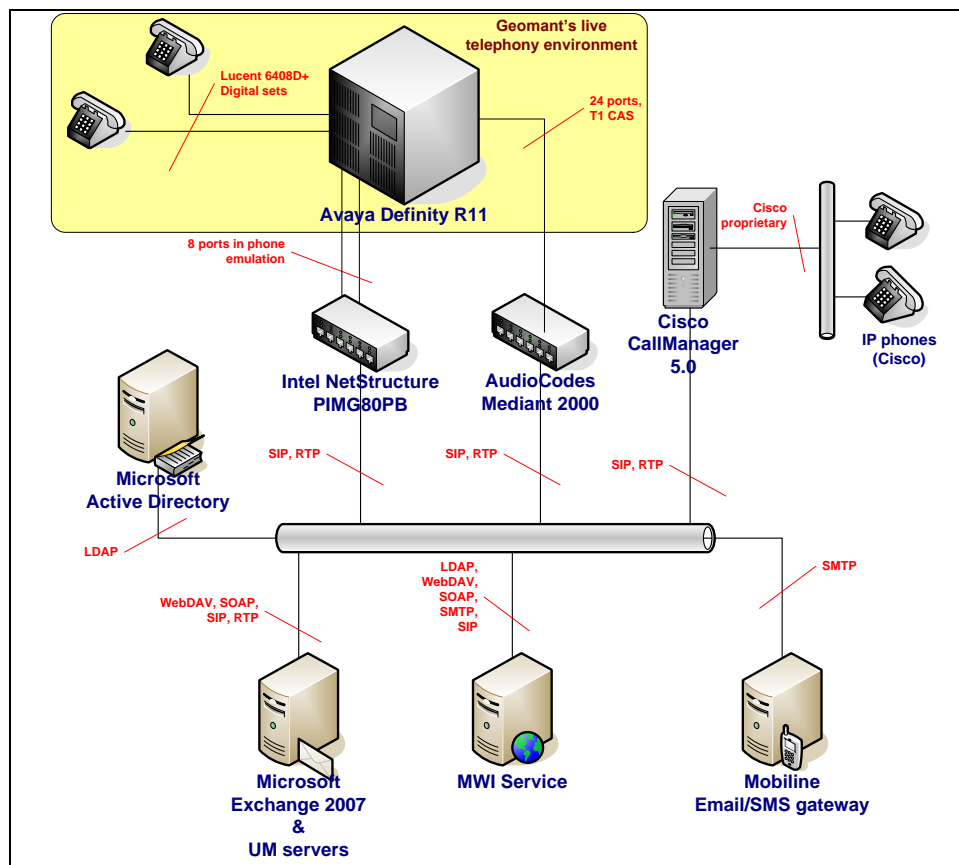 Geomant's live
telephony environment
Lucent 6408D+
Digital sets
24 ports,
T1 CAS
Avaya Definity R11
Cisco
proprietary
8 ports in phone
emulation
Cisco
CallManager
5.0
IP phones
(Cisco)
Intel NetStructure
PIMG80PB
AudioCodes
Mediant 2000
SIP, RTP
SIP, RTP
SIP, RTP
Microsoft
Active Directory
LDAP
WebDAV, SOAP,
SIP, RTP
LDAP,
WebDAV,
SOAP,
SMTP,
SIP
SMTP
Microsoft
Exchange 2007
&
UM servers
MWI Service
Mobiline
Email/SMS gateway